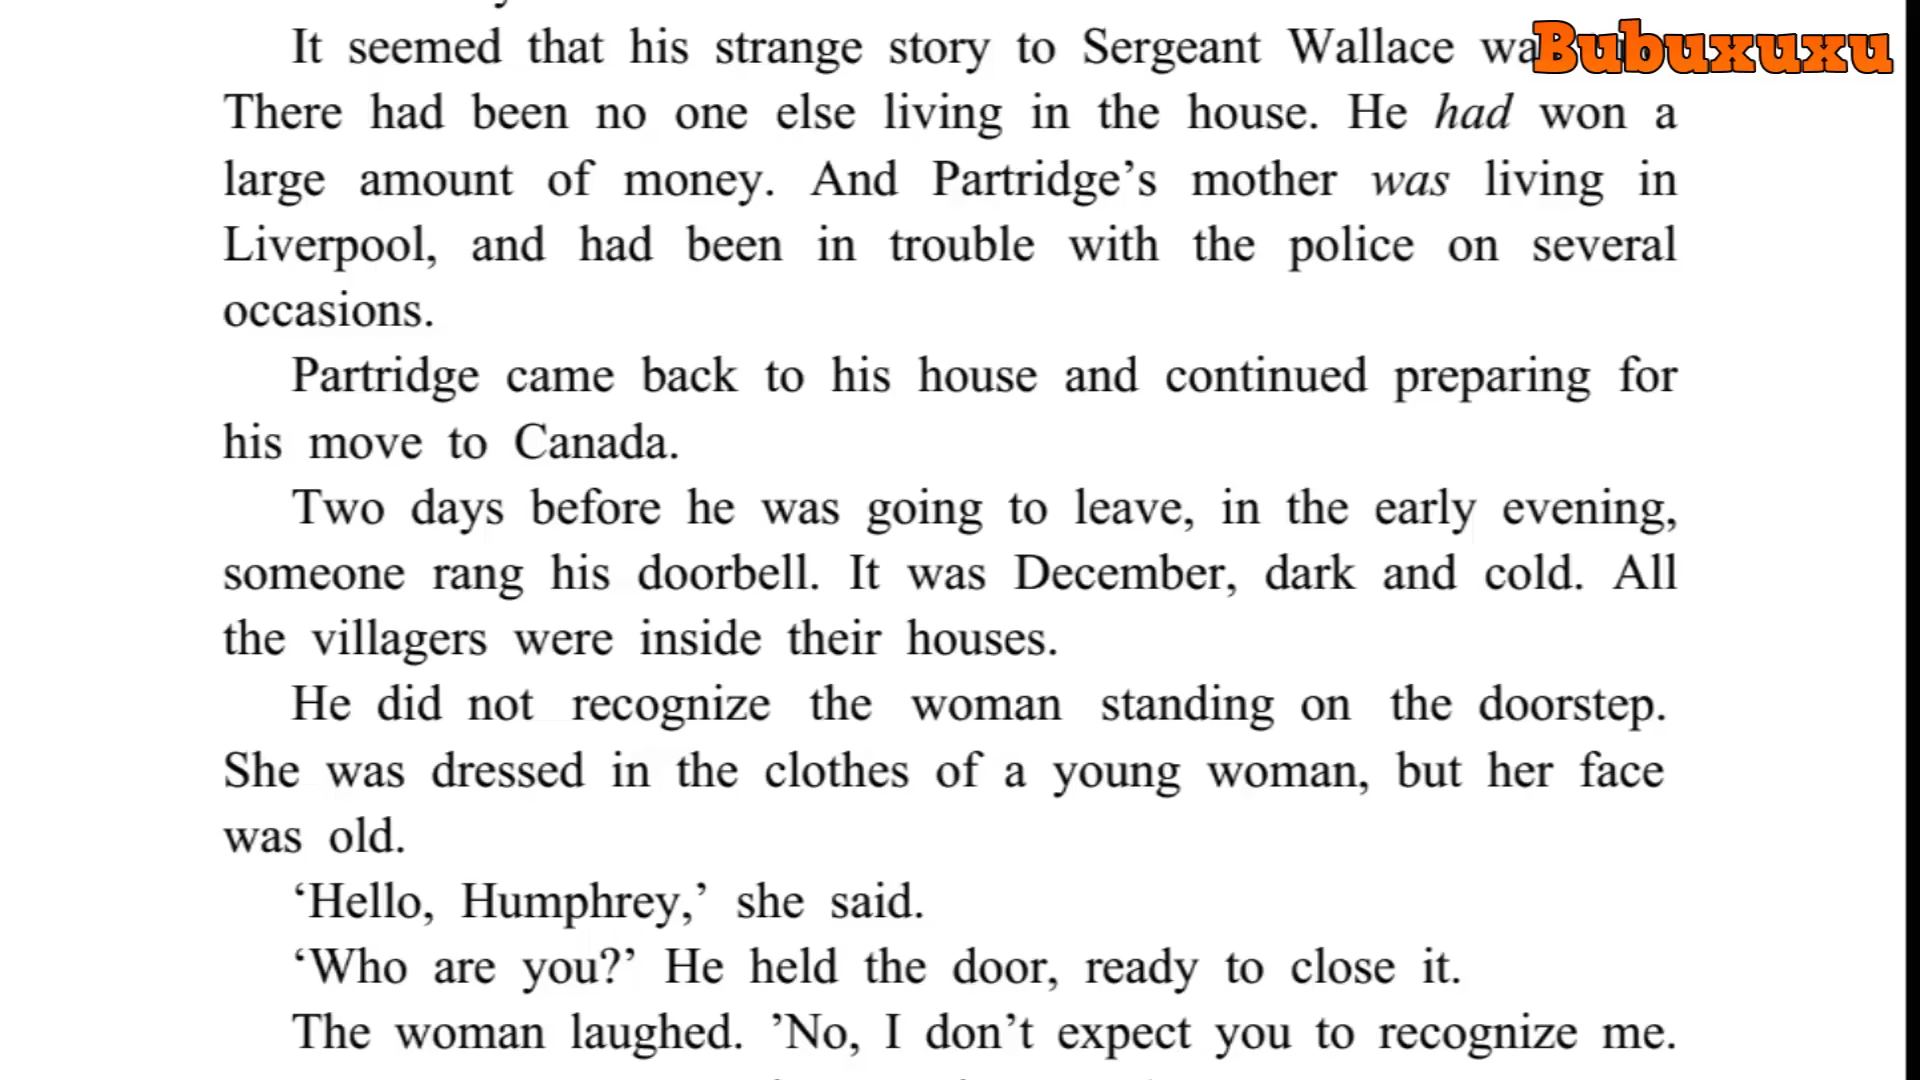 It seemed that his strange story to Sergeant Wallace
Bubuxuxu
There had been no one else living in the house. He had won a
large amount of money. And Partridge’s mother was living in
Liverpool, and had been in trouble with the police on several
occasions.
Partridge came back to his house and continued preparing for
his move to Canada.
Two days before he was going to leave, in the early evening,
someone rang his doorbell. It was December, dark and cold. All
the villagers were inside their houses.
He did not recognize the woman standing on the doorstep.
She was dressed in the clothes of a young woman, but her face
was old.
‘Hello, Humphrey,’ she said.
‘Who are you?’ He held the door, ready to close it.
The woman laughed. ’No, I don’t expect you to recognize me.